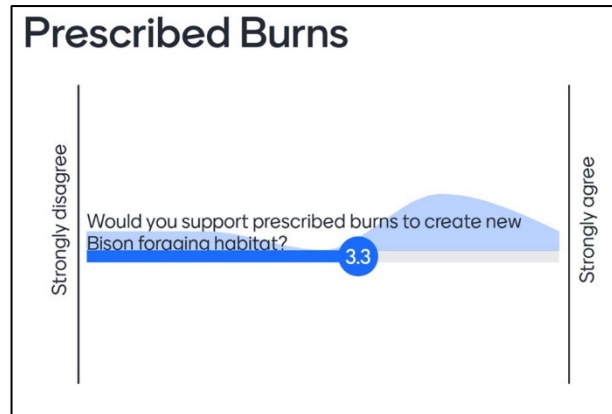 Prescribed Burns
Strongly disagree
Would you support prescribed burns to create new
Bison foraging habitat?
3.3
Strongly agree